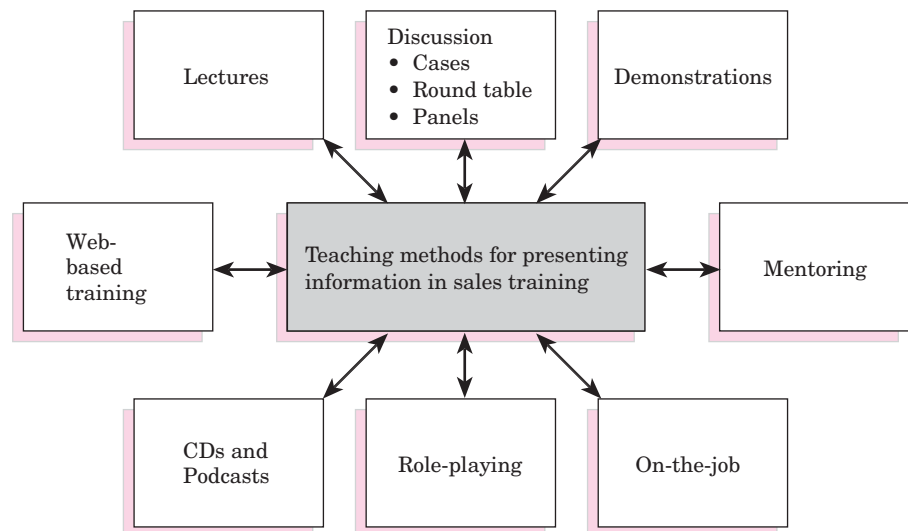 Lectures
Discussion
• Cases
• Round table
• Panels
Demonstrations
Web-
based
training
Teaching methods for presenting
information in sales training
Mentoring
CDs and
Podcasts
Role-playing
On-the-job